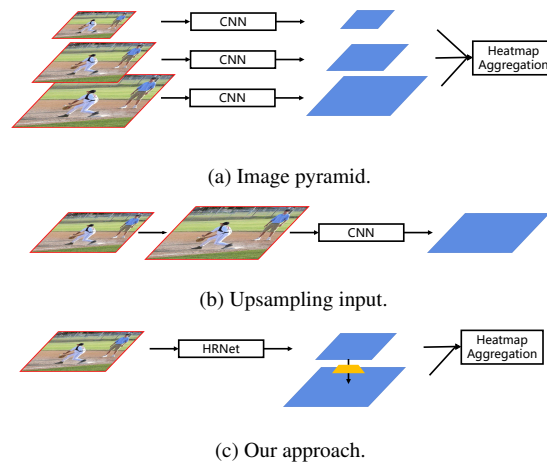 CNN
CNN
CNN
Heatmap
Aggregation
(a) Image pyramid.
CNN
(b) Upsampling input.
HRNet
Heatmap
Aggregation
(c) Our approach.